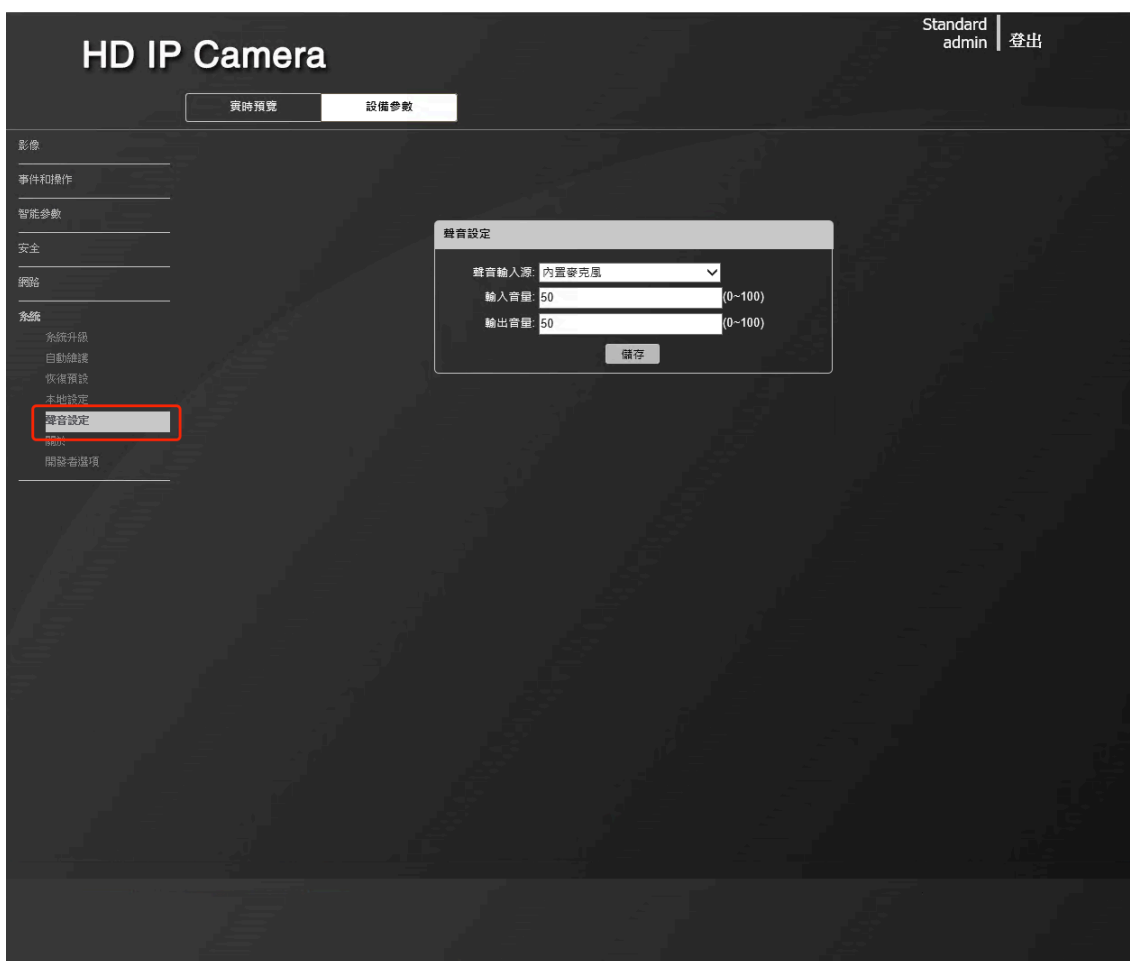 HD IP Camera
Standard
admin
登出
實時預覽
設備參數
影像
事件和操作
智能參數
安全
網路
系統
系統升級
自動維護
恢復預設
本地設定
聲音設定
關於
開發者選項
聲音設定
聲音輸入源: 內置麥克風
輸入音量: 50 (0~100)
輸出音量: 50 (0~100)
儲存